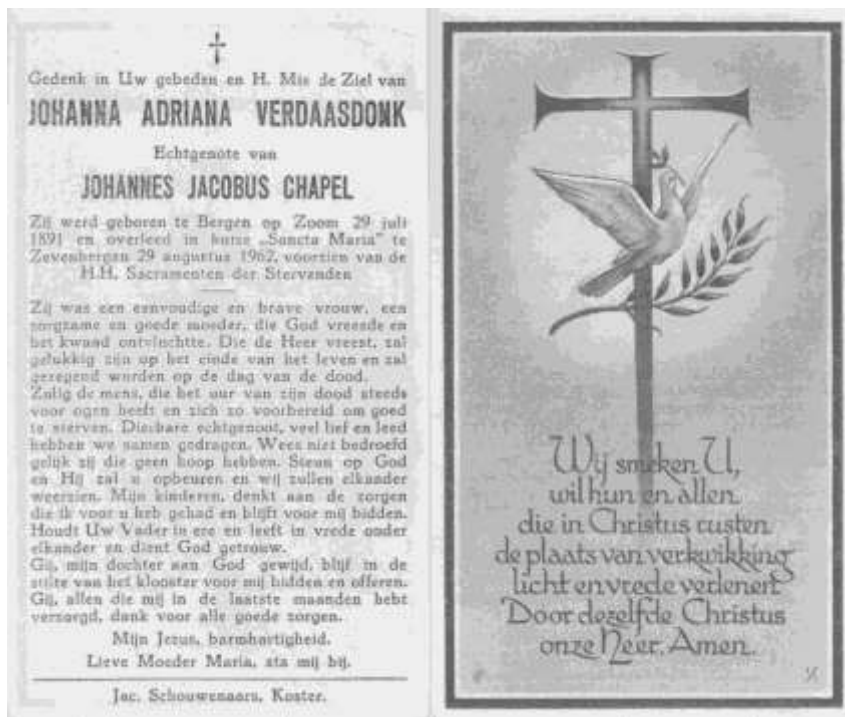 Gedenk in Uw gebeden en H. Mis de Ziel van
JOHANNA ADRIANA VERDAASDONK
Echtgenote van
JOHANNES JACOBUS CHAPEL
Zij werd geboren te Bergen op Zoom 29 juli
1891 en overleed in huize „Sancta Maria" te
Zevenbergen 29 augustus 1962, voorzien van de
H.H. Sacramenten der Stervenden
Zij was een eenvoudige en brave vrouw, een
zorgzame en goede moeder, die God vreesde en
het kwaad ontvluchtte. Die de Heer vreest, zal
gelukkig zijn op het einde van het leven en zal
gezegend worden op de dag van de dood.
Zalig de mens, die het uur van zijn dood steeds
voor ogen heeft en zich zo voorbereid om goed
te sterven. Dierbare echtgenoot, veel lief en leed
hebben we samen gedragen. Wees niet bedroefd
gelijk zij die geen hoop hebben. Steun op God
en Hij zal u opbeuren en wij zullen elkander
weerzien. Mijn kinderen, denkt aan de zorgen
die ik voor u heb gehad en blijft voor mij bidden.
Houdt Uw Vader in ere en leeft in vrede onder
elkander en dient God getrouw.
Gij, mijn dochter aan God gewijd, blijf in de
stilte van het klooster voor mij bidden en offeren.
Gij, allen die mij in de laatste maanden hebt
verzorgd, dank voor alle goede zorgen.
Mijn Jezus, barmhartigheid.
Lieve Moeder Maria, sta mij bij.
Jac. Schouwenaars, Koster.
Wij smeken U,
wil hun en allen
die in Christus rusten
de plaats van verkwikking
licht en vrede verlenen.
Door dezelfde Christus
onze Heer. Amen.